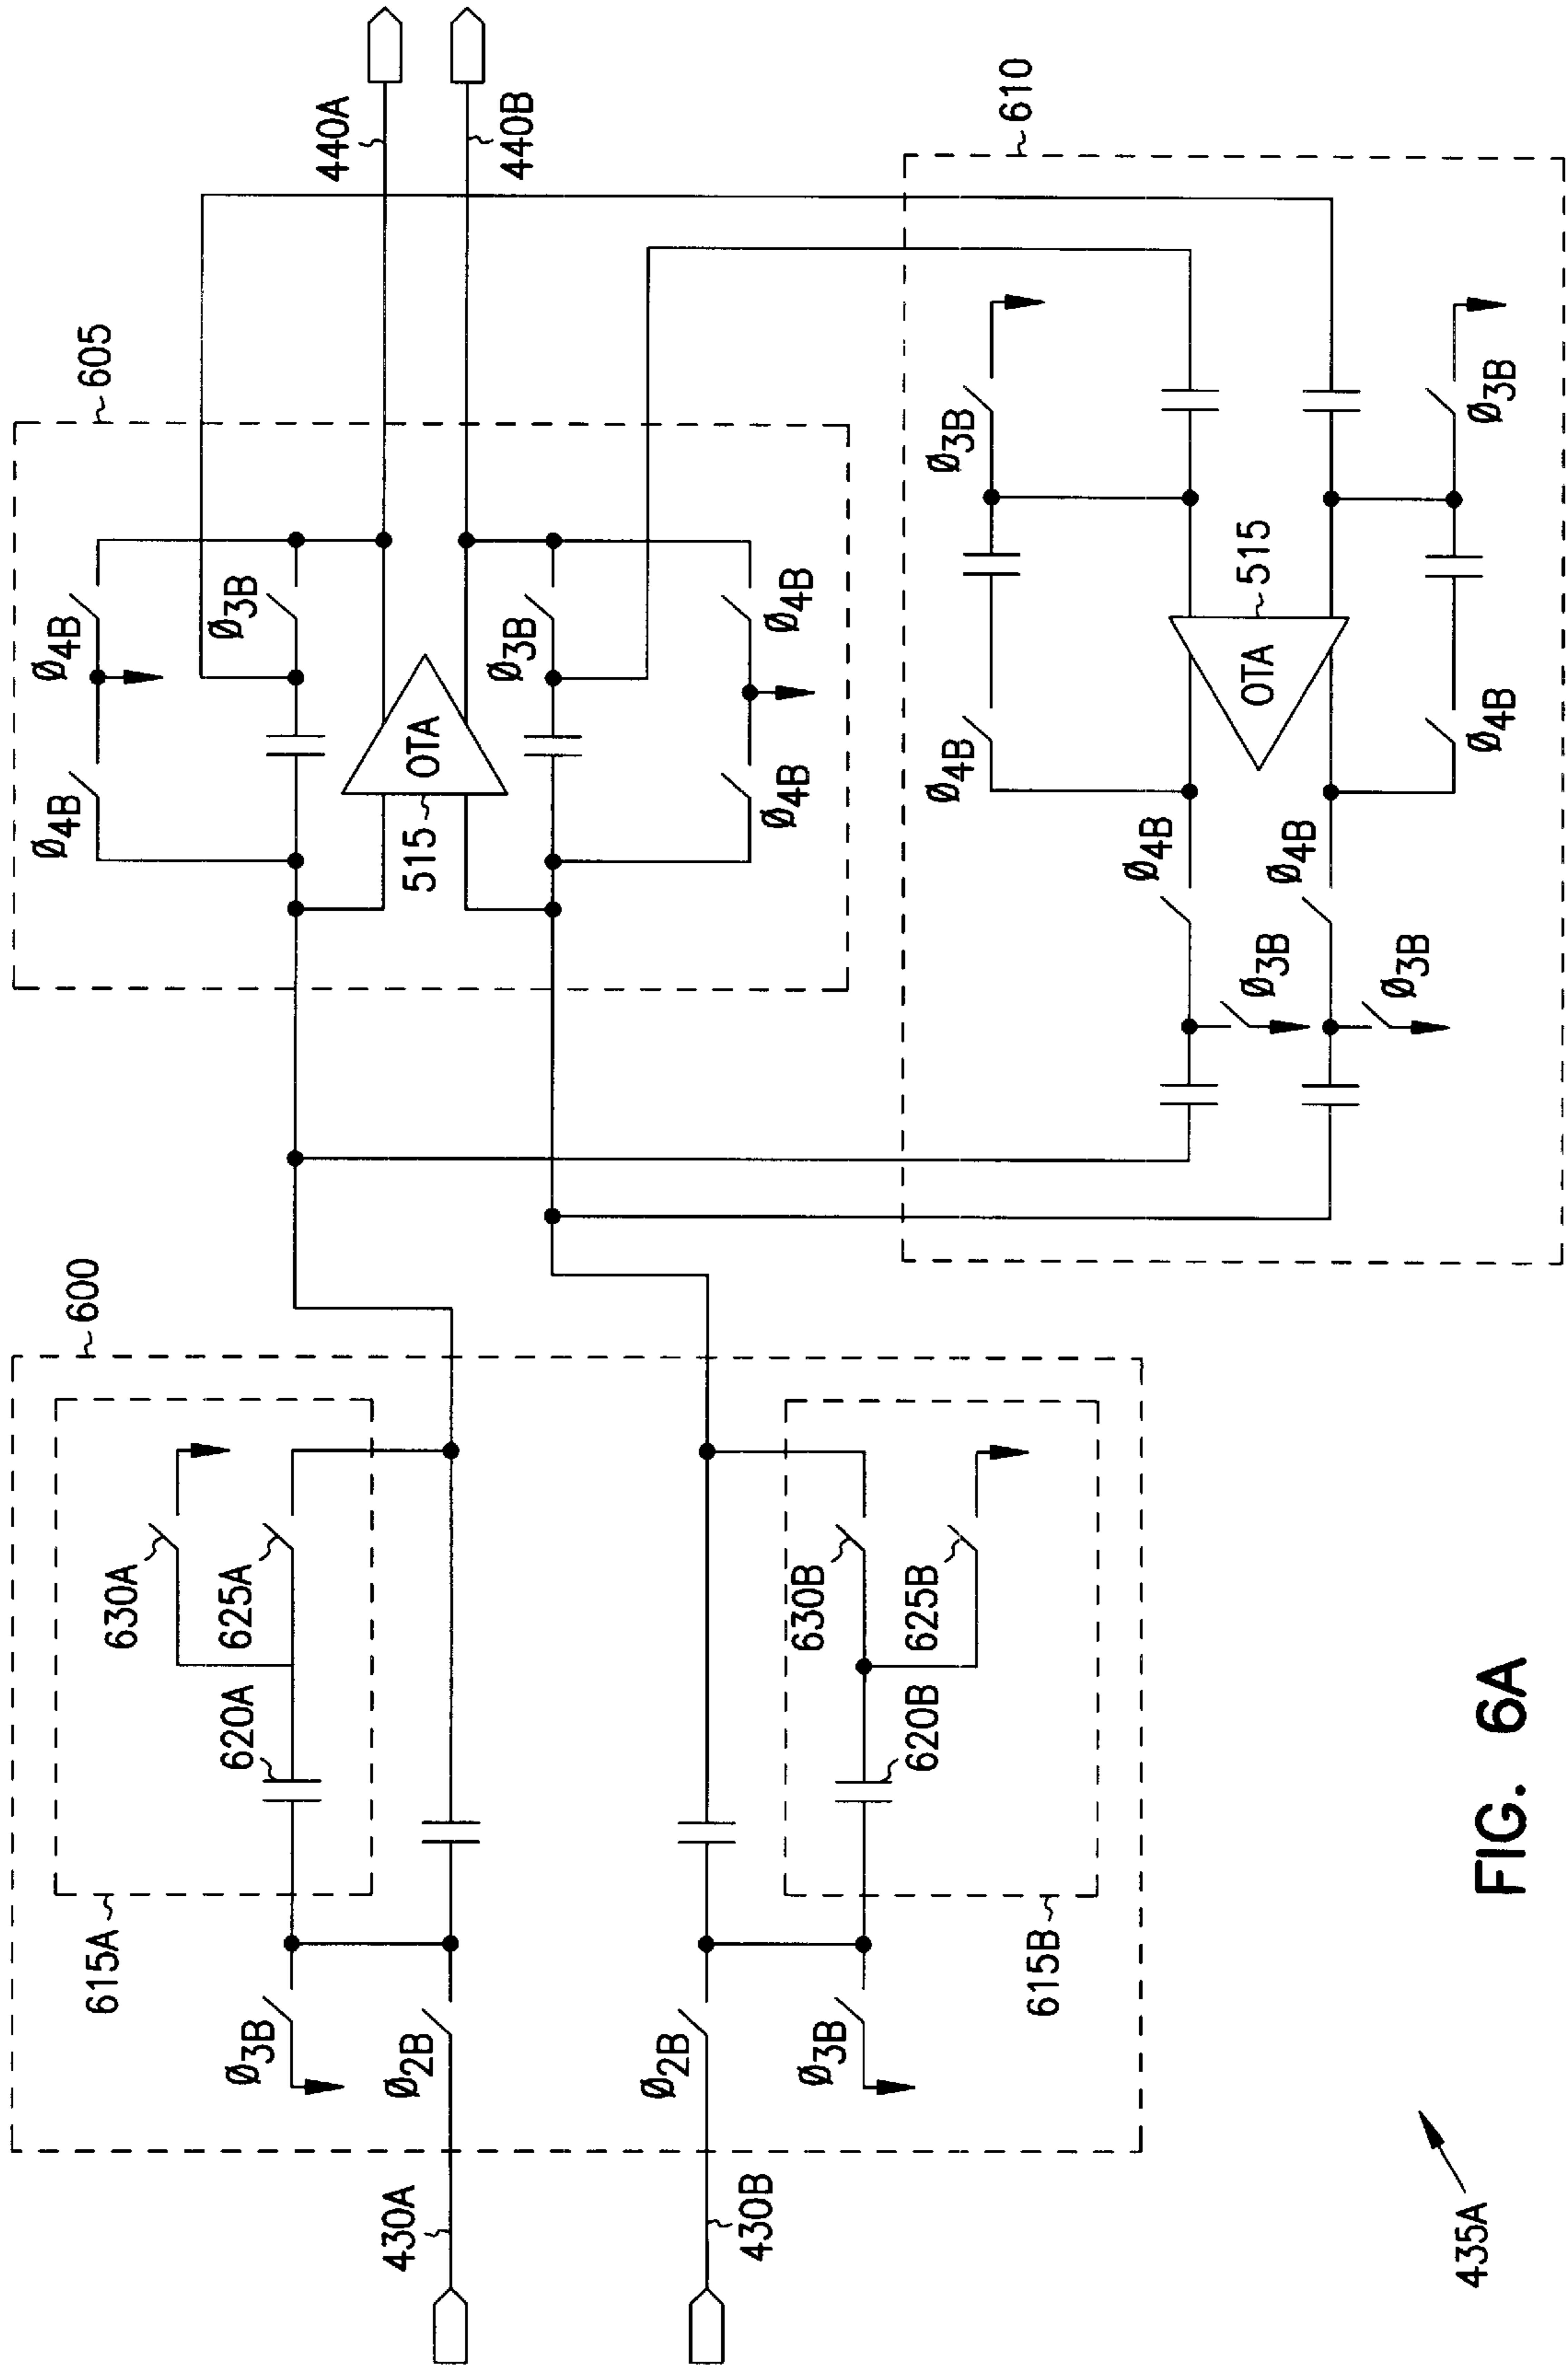 600
615A
620A
630A
625A
Ø3B
Ø2B
430A
430B
Ø2B
Ø3B
615B
620B
630B
625B
605
Ø4B
Ø4B
Ø3B
515
OTA
Ø3B
Ø4B
Ø4B
440A
440B
610
Ø4B
Ø3B
Ø4B
Ø3B
Ø4B
Ø3B
515
OTA
Ø4B
Ø3B
435A
FIG. 6A